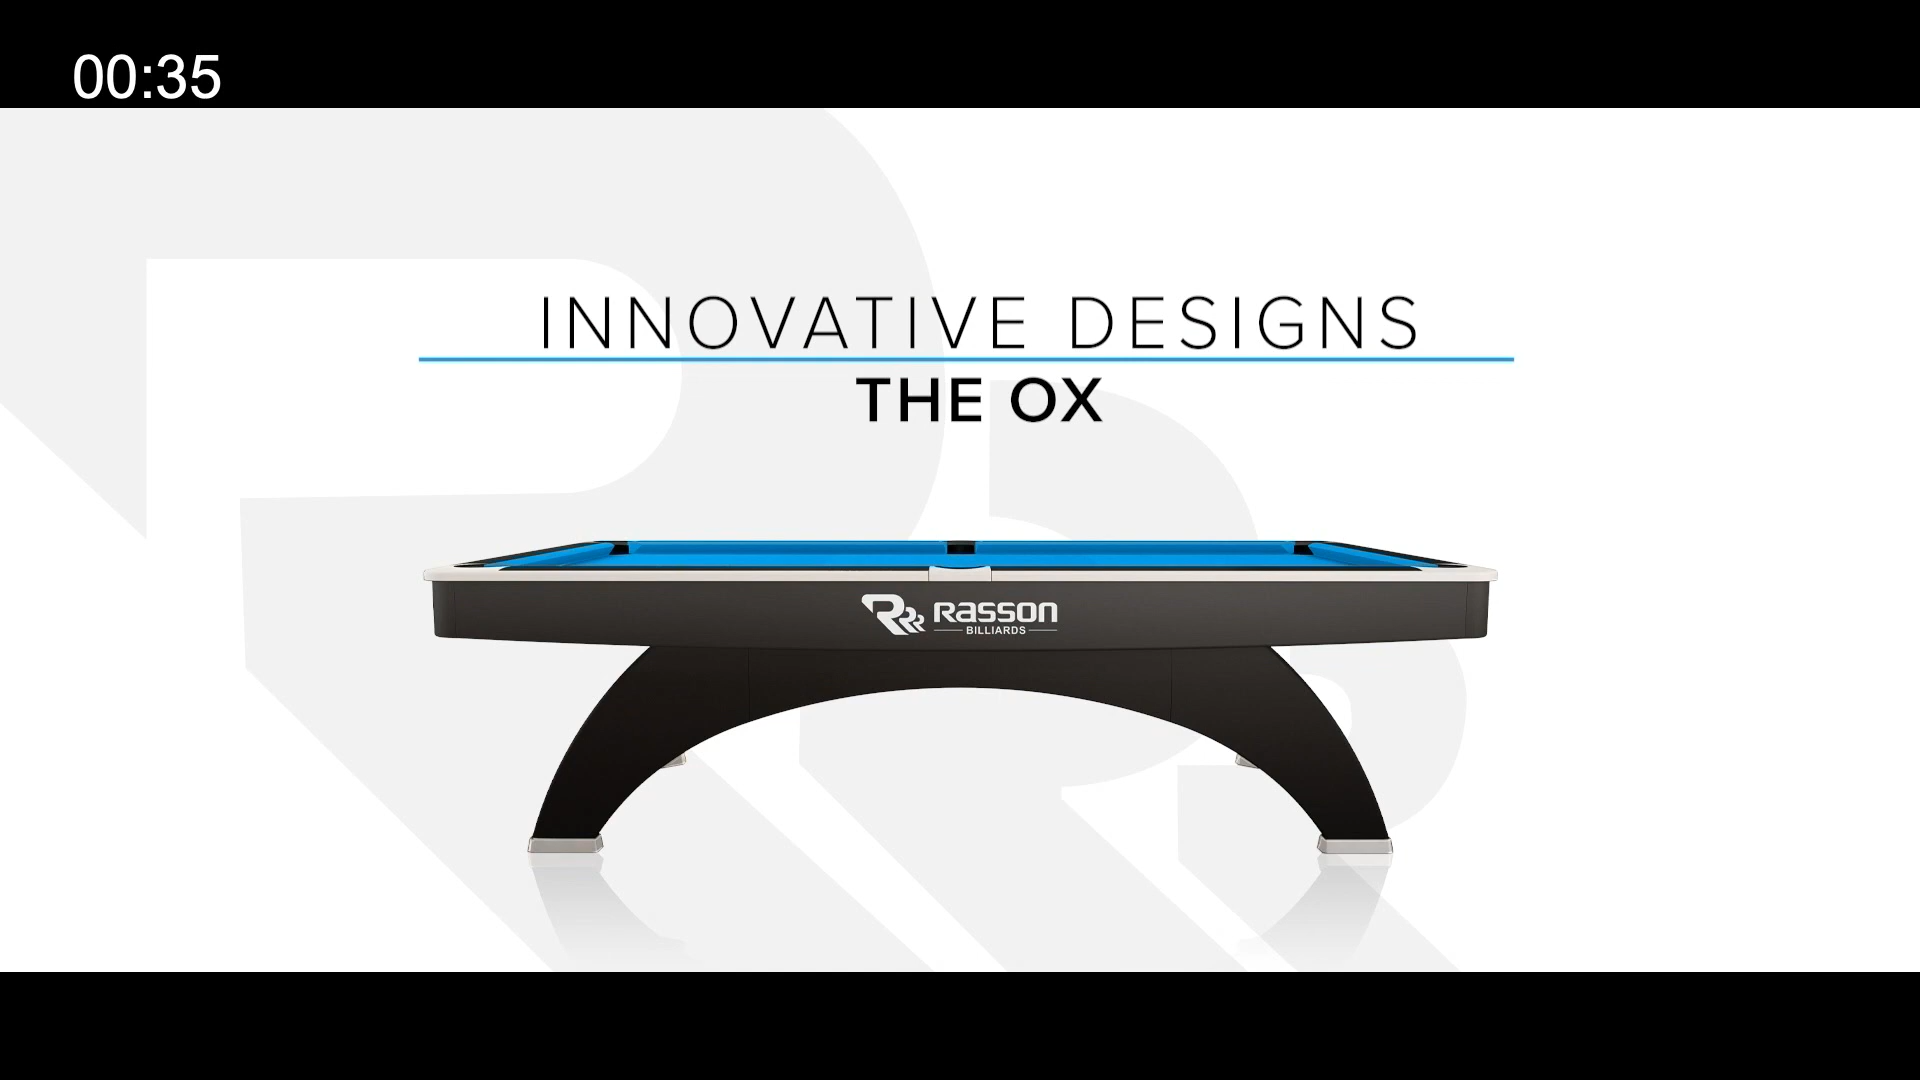 00:35
INNOVATIVE DESIGNS
THE OX
RASSON
BILLIARDS